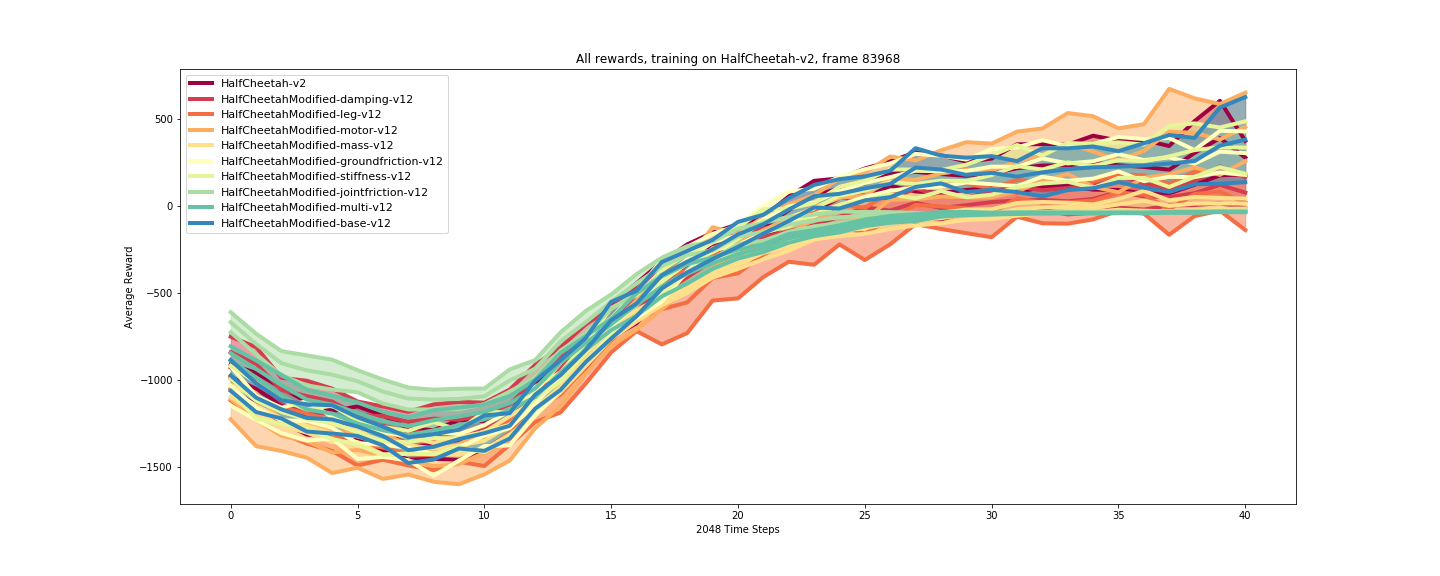 All rewards, training on HalfCheetah-v2, frame 83968
HalfCheetah-v2
HalfCheetahModified-damping-v12
HalfCheetahModified-leg-v12
HalfCheetahModified-motor-v12
HalfCheetahModified-mass-v12
HalfCheetahModified-groundfriction-v12
HalfCheetahModified-stiffness-v12
HalfCheetahModified-jointfriction-v12
HalfCheetahModified-multi-v12
HalfCheetahModified-base-v12
500
0
−500
−1000
−1500
Average Reward
0 5 10 15 20 25 30 35 40
2048 Time Steps